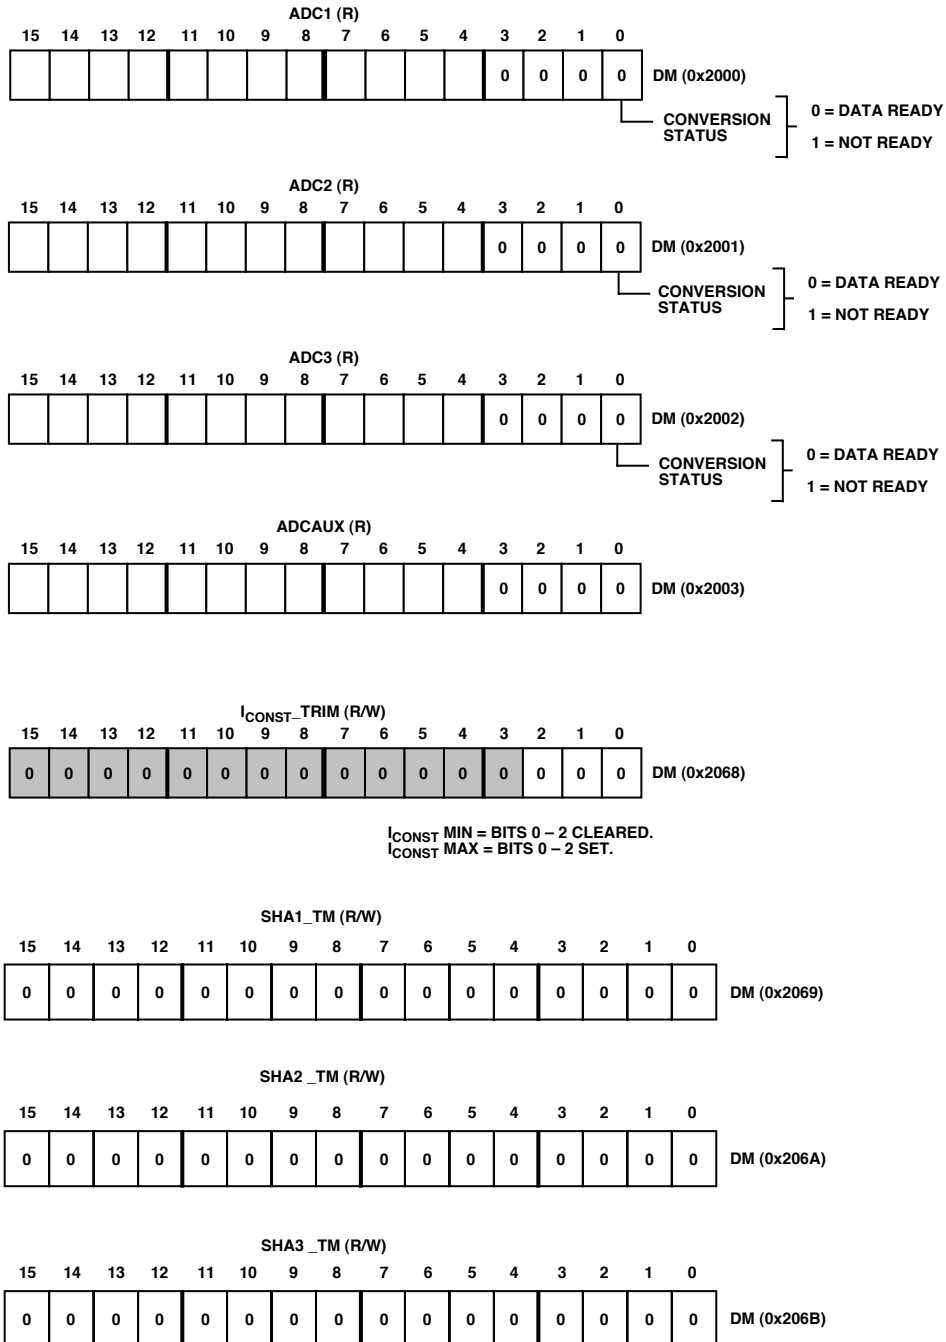 ADC1 (R)
15 14 13 12 11 10 9 8 7 6 5 4 3 2 1 0
0 0 0 0 DM (0x2000)
CONVERSION STATUS
0 = DATA READY
1 = NOT READY
ADC2 (R)
15 14 13 12 11 10 9 8 7 6 5 4 3 2 1 0
0 0 0 0 DM (0x2001)
CONVERSION STATUS
0 = DATA READY
1 = NOT READY
ADC3 (R)
15 14 13 12 11 10 9 8 7 6 5 4 3 2 1 0
0 0 0 0 DM (0x2002)
CONVERSION STATUS
0 = DATA READY
1 = NOT READY
ADCAUX (R)
15 14 13 12 11 10 9 8 7 6 5 4 3 2 1 0
0 0 0 0 DM (0x2003)
ICONST_TRIM (R/W)
15 14 13 12 11 10 9 8 7 6 5 4 3 2 1 0
0 0 0 0 0 0 0 0 0 0 0 0 0 0 0 0 DM (0x2068)
ICONST MIN = BITS 0 – 2 CLEARED.
ICONST MAX = BITS 0 – 2 SET.
SHA1_TM (R/W)
15 14 13 12 11 10 9 8 7 6 5 4 3 2 1 0
0 0 0 0 0 0 0 0 0 0 0 0 0 0 0 0 DM (0x2069)
SHA2 _TM (R/W)
15 14 13 12 11 10 9 8 7 6 5 4 3 2 1 0
0 0 0 0 0 0 0 0 0 0 0 0 0 0 0 0 DM (0x206A)
SHA3 _TM (R/W)
15 14 13 12 11 10 9 8 7 6 5 4 3 2 1 0
0 0 0 0 0 0 0 0 0 0 0 0 0 0 0 0 DM (0x206B)